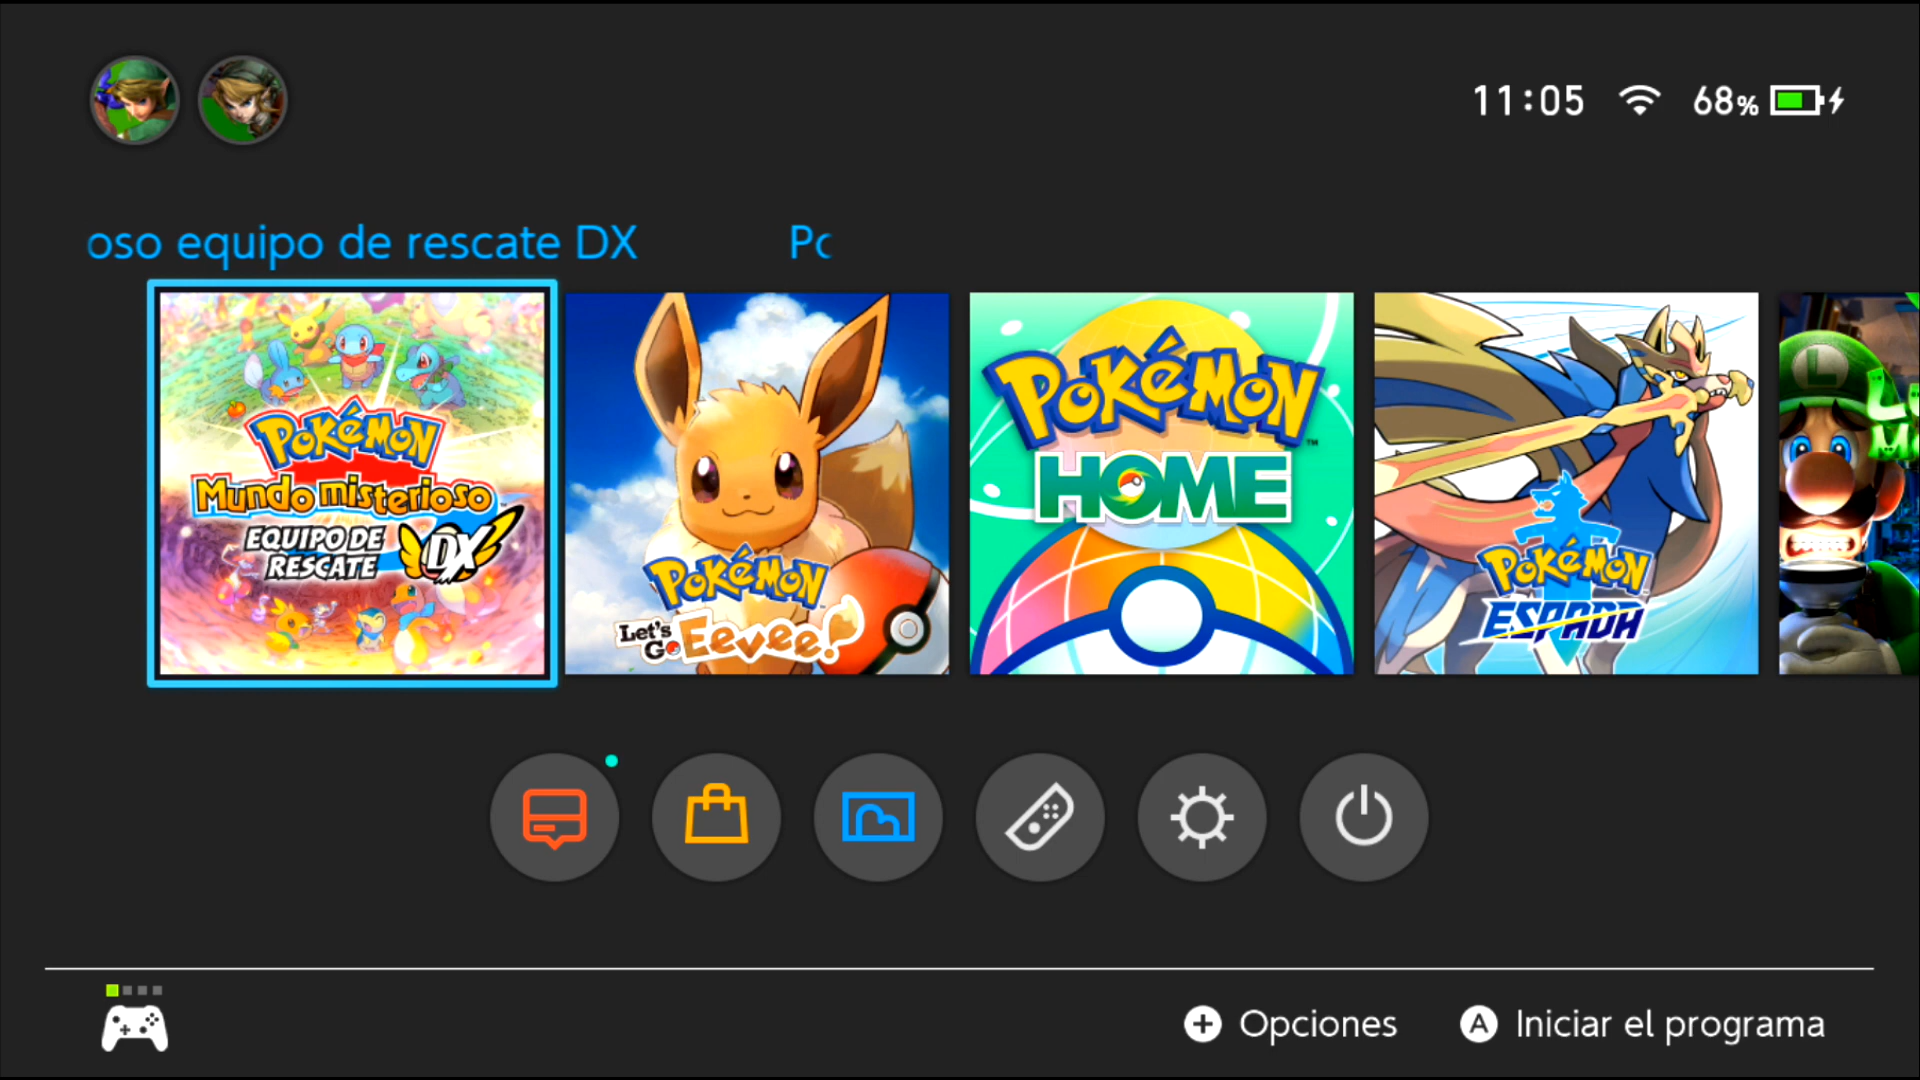 11:05
68%
oso equipo de rescate DX Po
POKÉMON
Mundo misterioso
EQUIPO DE
RESCATE DX
POKÉMON
Let's
Go Eevee!
POKÉMON
HOME
POKÉMON
ESPADA
L
Opciones
A Iniciar el programa